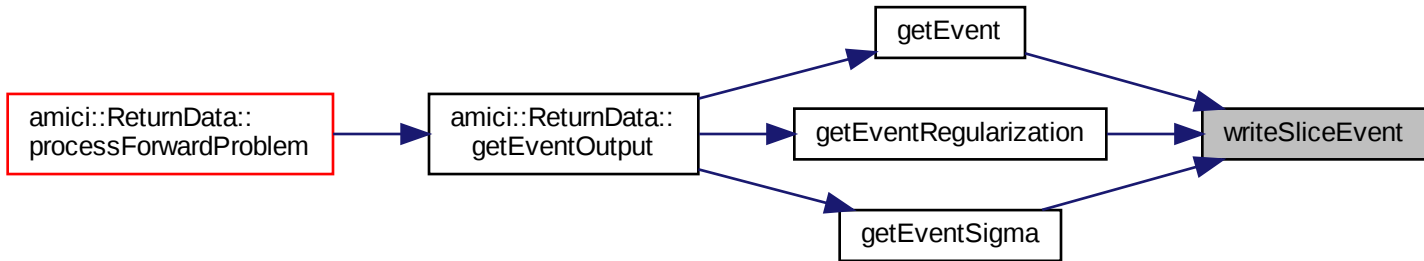 amici::ReturnData::
processForwardProblem
amici::ReturnData::
getEventOutput
getEvent
getEventRegularization
getEventSigma
writeSliceEvent